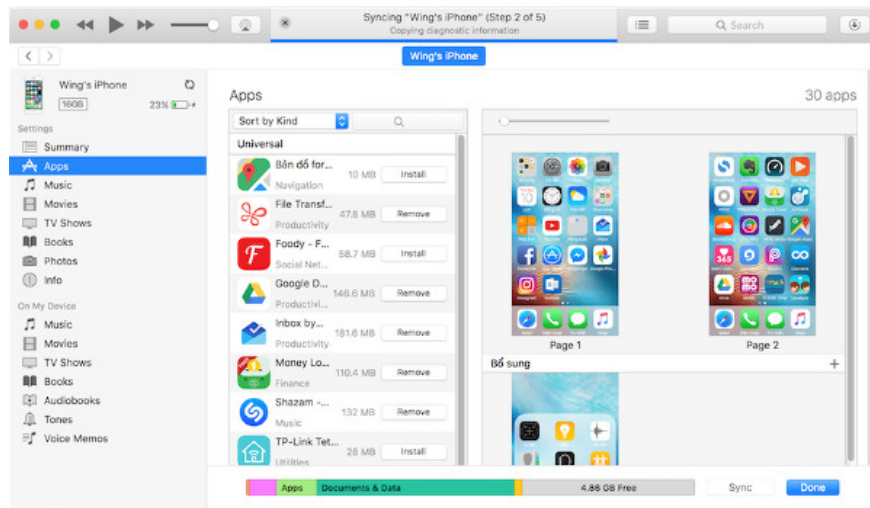 Syncing "Wing's iPhone" (Step 2 of 5)
Copying diagnostic information
Search
Wing's iPhone
Wing's iPhone
16GB
23%
Settings
Summary
Apps
Music
Movies
TV Shows
Books
Photos
Info
On My Device
Music
Movies
TV Shows
Books
Audiobooks
Tones
Voice Memos
Apps
30 apps
Sort by Kind
Universal
Bản đồ for...
Navigation
10 MB
Install
File Transf...
Productivity
47.8 MB
Remove
Foody - F...
Social Net...
58.7 MB
Install
Google D...
Productivi...
146.6 MB
Remove
Inbox by...
Productivity
181.6 MB
Remove
Money Lo...
Finance
110.4 MB
Remove
Shazam -...
Music
132 MB
Remove
TP-Link Tet...
Utilities
28 MB
Install
Page 1
Page 2
Bổ sung
Apps
Documents & Data
4.86 GB Free
Sync
Done